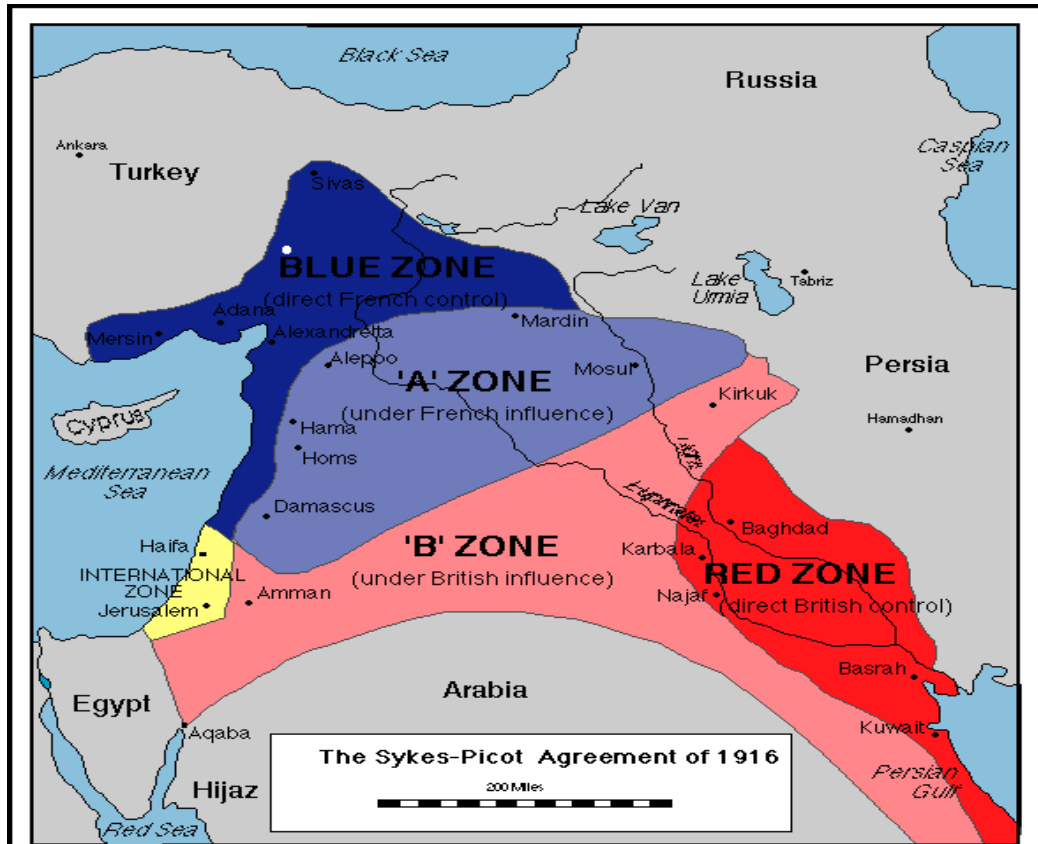 Black Sea
Russia
Ankara
Caspian
Sea
Turkey
Sivas
Lake Van
BLUE ZONE
(direct French control)
Lake
Urmia
Tabriz
Adana
Mersin
Alexandretta
Mardin
Aleppo
Mosul
Persia
'A' ZONE
(under French influence)
Kirkuk
Cyprus
Hama
Hamadhan
Homs
Tigris
Mediterranean
Sea
Euphrates
Damascus
Baghdad
Haifa
'B' ZONE
(under British influence)
Karbala
INTERNATIONAL
ZONE
RED ZONE
(direct British control)
Jerusalem
Amman
Najaf
Basrah
Egypt
Arabia
Aqaba
Kuwait
The Sykes-Picot Agreement of 1916
200 Miles
Persian
Gulf
Hijaz
Red Sea